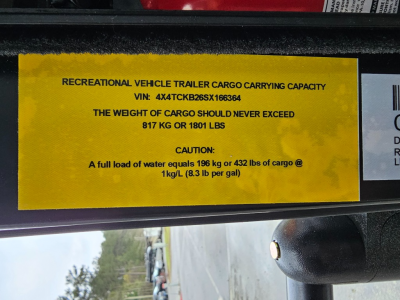 RECREATIONAL VEHICLE TRAILER CARGO CARRYING CAPACITY
VIN: 4X4TCKB26SX166364
THE WEIGHT OF CARGO SHOULD NEVER EXCEED
817 KG OR 1801 LBS
CAUTION:
A full load of water equals 196 kg or 432 lbs of cargo @
1kg/L (8.3 lb per gal)